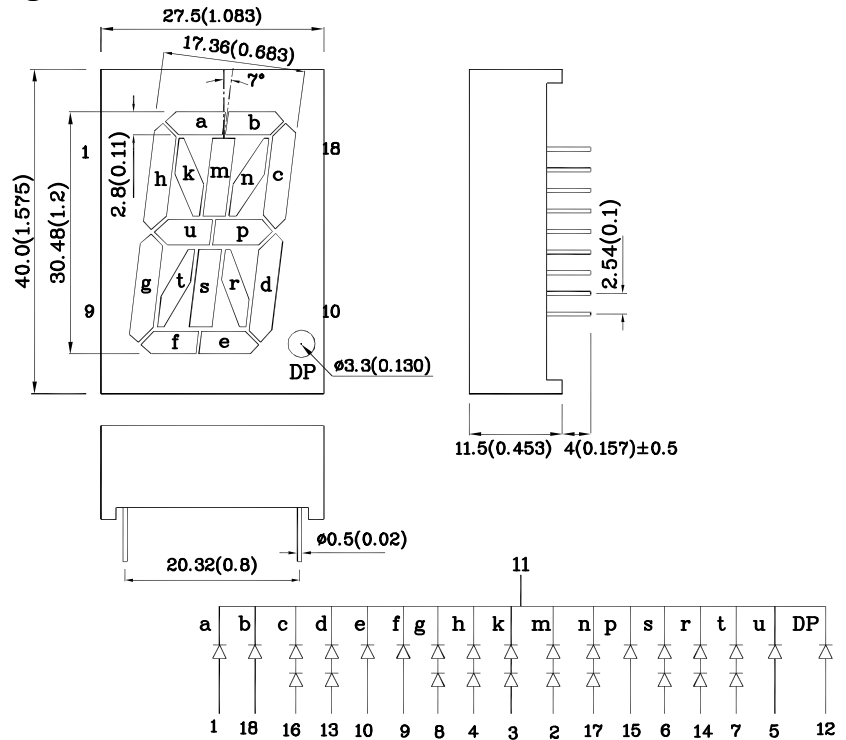 27.5(1.083)
17.36(0.683)
7°
a b
1 18
h k m n c
2.8(0.11)
30.48(1.2)
40.0(1.575)
u p
g t s r d
9 10
f e
DP
ø3.3(0.130)
2.54(0.1)
11.5(0.453) 4(0.157)±0.5
ø0.5(0.02)
20.32(0.8)
11
a b c d e f g h k m n p s r t u DP
1 18 16 13 10 9 8 4 3 2 17 15 6 14 7 5 12